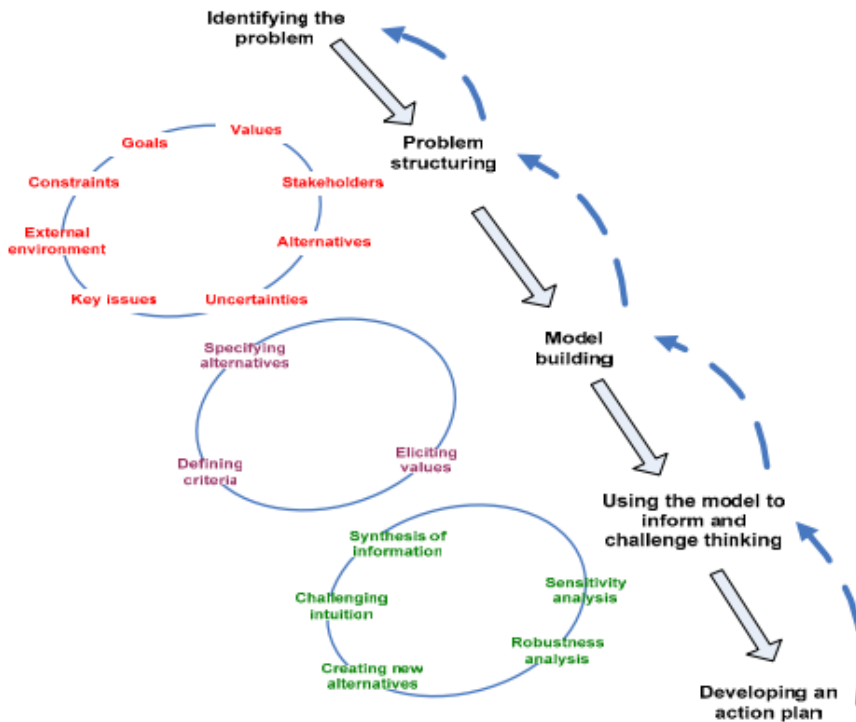 Identifying the
problem
Problem
structuring
Values
Goals
Constraints
Stakeholders
External
environment
Alternatives
Key issues
Uncertainties
Model
building
Specifying
alternatives
Defining
criteria
Eliciting
values
Using the model to
inform and
challenge thinking
Synthesis of
information
Challenging
intuition
Sensitivity
analysis
Robustness
analysis
Creating new
alternatives
Developing an
action plan